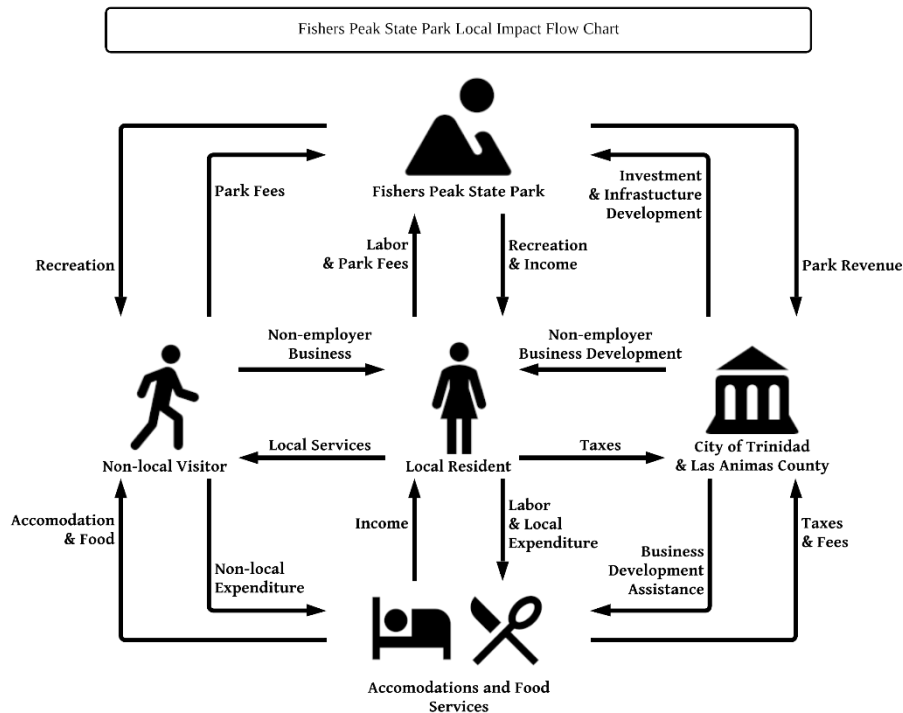 Fishers Peak State Park Local Impact Flow Chart
Fishers Peak State Park
Park Fees
Investment
& Infrastucture
Development
Recreation
Labor
& Park Fees
Recreation
& Income
Park Revenue
Non-employer
Business
Non-employer
Business Development
Non-local Visitor
Local Services
Local Resident
Taxes
City of Trinidad
& Las Animas County
Accomodation
& Food
Income
Labor
& Local
Expenditure
Taxes
& Fees
Non-local
Expenditure
Business
Development
Assistance
Accomodations and Food
Services